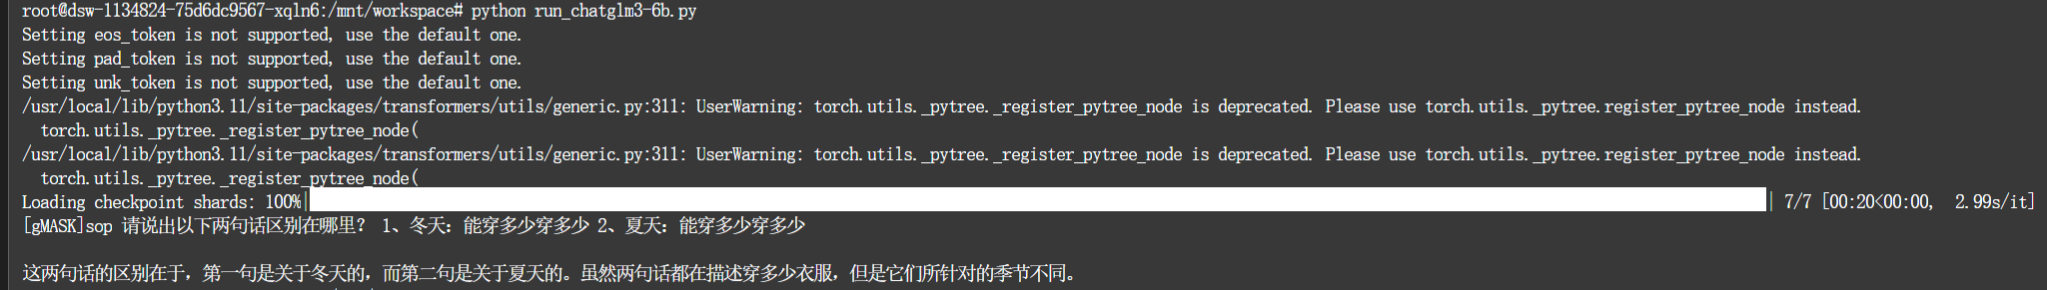 root@dsw-1134824-75d6dc9567-xqln6:/mnt/workspace# python run_chatglm3-6b.py
Setting eos_token is not supported, use the default one.
Setting pad_token is not supported, use the default one.
Setting unk_token is not supported, use the default one.
/usr/local/lib/python3.11/site-packages/transformers/utils/generic.py:311: UserWarning: torch.utils._pytree._register_pytree_node is deprecated. Please use torch.utils._pytree.register_pytree_node instead.
  torch.utils._pytree._register_pytree_node(
/usr/local/lib/python3.11/site-packages/transformers/utils/generic.py:311: UserWarning: torch.utils._pytree._register_pytree_node is deprecated. Please use torch.utils._pytree.register_pytree_node instead.
  torch.utils._pytree._register_pytree_node(
Loading checkpoint shards: 100%| | 7/7 [00:20<00:00,  2.99s/it]
[gMASK]sop 请说出以下两句话区别在哪里? 1、冬天:能穿多少穿多少 2、夏天:能穿多少穿多少
这两句话的区别在于,第一句是关于冬天的,而第二句是关于夏天的。虽然两句话都在描述穿多少衣服,但是它们所针对的季节不同。